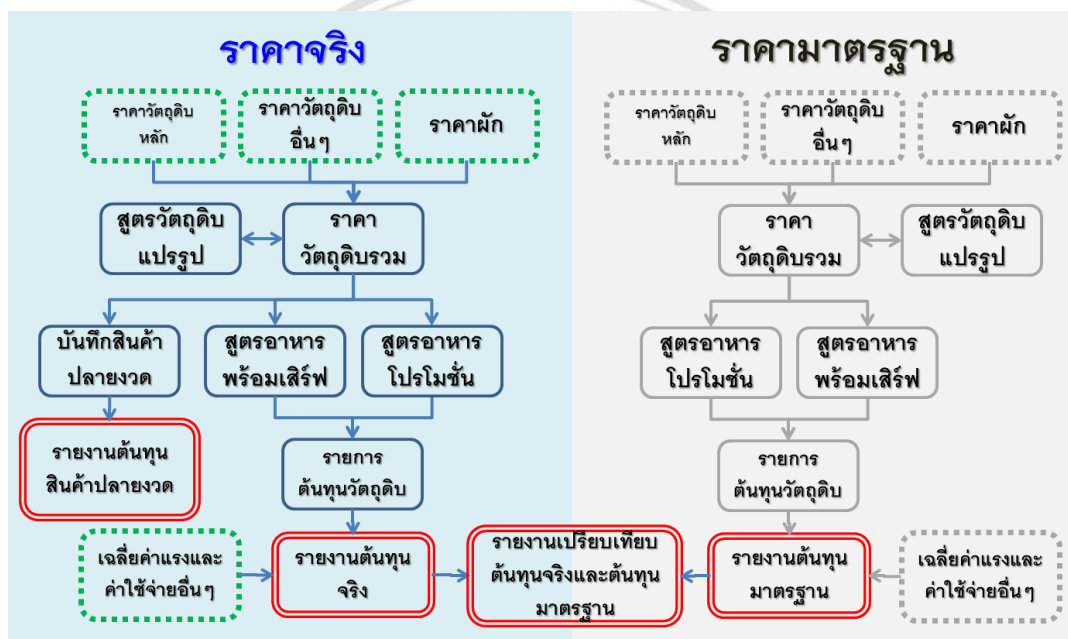 ราคาจริง
ราคาวัตถุดิบ
หลัก
ราคาวัตถุดิบ
อื่นๆ
ราคาผัก
สูตรวัตถุดิบ
แปรรูป
ราคา
วัตถุดิบรวม
บันทึกสินค้า
ปลายงวด
สูตรอาหาร
พร้อมเสิร์ฟ
สูตรอาหาร
โปรโมชั่น
รายงานต้นทุน
สินค้าปลายงวด
รายการ
ต้นทุนวัตถุดิบ
เฉลี่ยค่าแรงและ
ค่าใช้จ่ายอื่นๆ
รายงานต้นทุน
จริง
รายงานเปรียบเทียบ
ต้นทุนจริงและต้นทุน
มาตรฐาน
ราคามาตรฐาน
ราคาวัตถุดิบ
หลัก
ราคาวัตถุดิบ
อื่นๆ
ราคาผัก
ราคา
วัตถุดิบรวม
สูตรวัตถุดิบ
แปรรูป
สูตรอาหาร
โปรโมชั่น
สูตรอาหาร
พร้อมเสิร์ฟ
รายการ
ต้นทุนวัตถุดิบ
รายงานต้นทุน
มาตรฐาน
เฉลี่ยค่าแรงและ
ค่าใช้จ่ายอื่นๆ